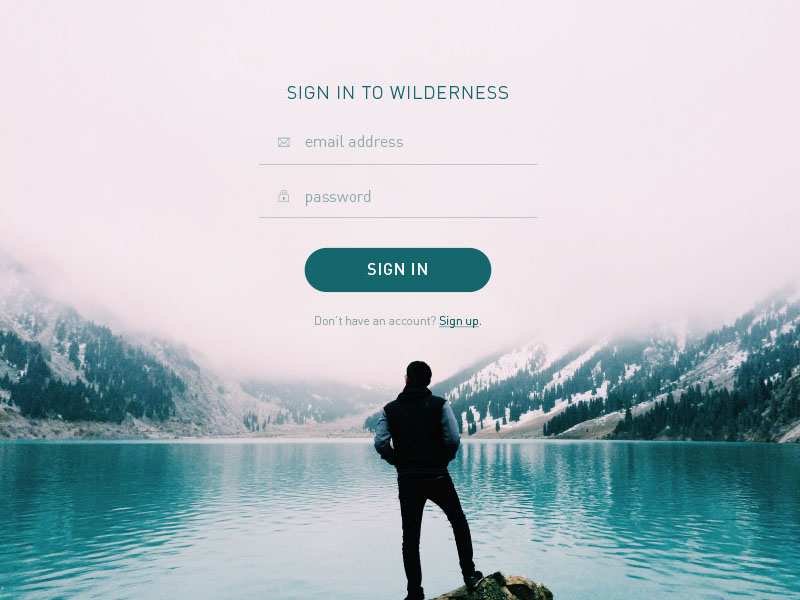 SIGN IN TO WILDERNESS
email address
password
SIGN IN
Don't have an account? Sign up.